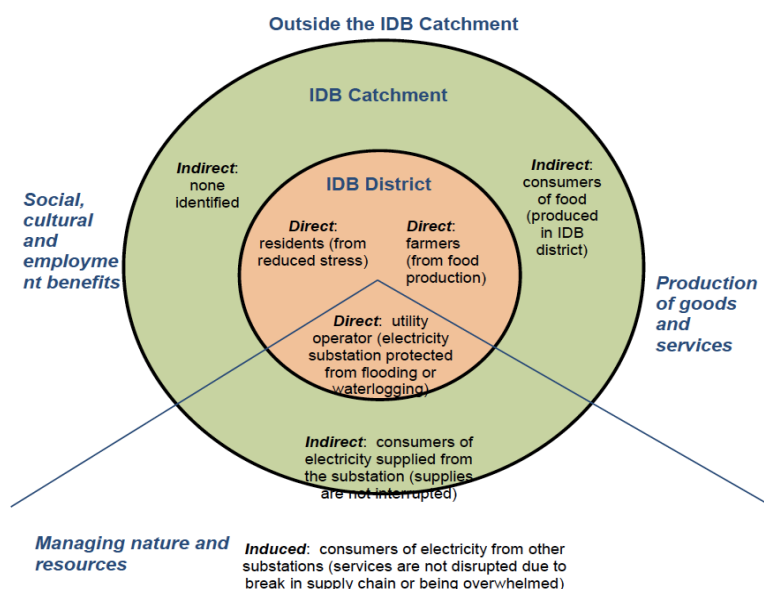 Outside the IDB Catchment
IDB Catchment
Indirect:
none
identified
Indirect:
consumers
of food
(produced
in IDB
district)
IDB District
Social,
cultural
and
employme
nt benefits
Direct:
residents (from
reduced stress)
Direct:
farmers
(from food
production)
Production
of goods
and
services
Direct: utility
operator (electricity
substation protected
from flooding or
waterlogging)
Indirect: consumers of
electricity supplied from
the substation (supplies
are not interrupted)
Managing nature and
resources
Induced: consumers of electricity from other
substations (services are not disrupted due to
break in supply chain or being overwhelmed)